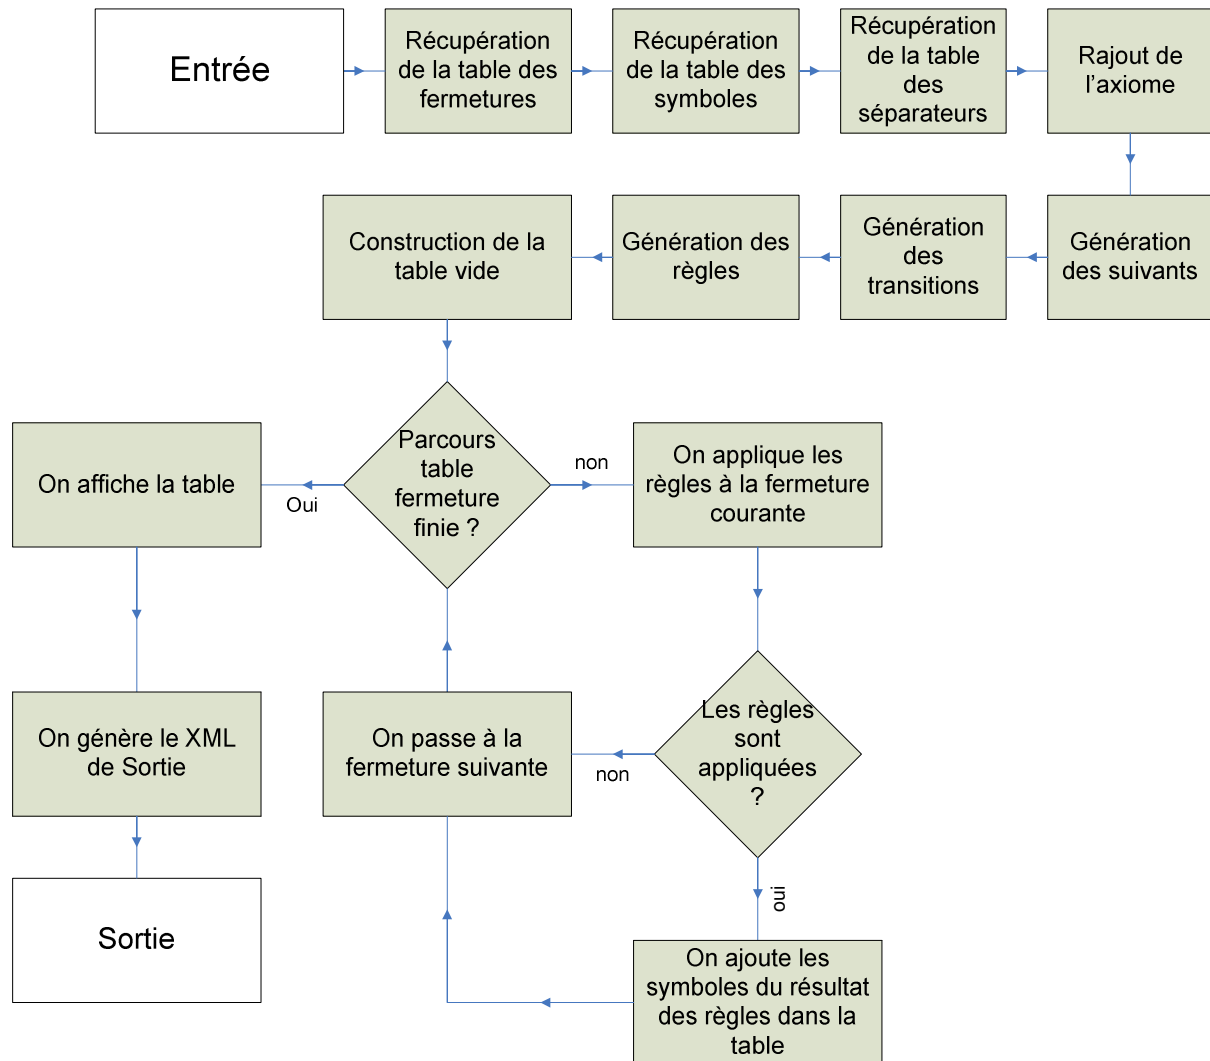 Entrée
Récupération
de la table des
fermetures
Récupération
de la table des
symboles
Récupération
de la table
des
séparateurs
Rajout de
l’axiome
Construction de la
table vide
Génération des
règles
Génération
des
transitions
Génération
des suivants
On affiche la table
Oui
Parcours
table
fermeture
finie ?
non
On applique les
règles à la fermeture
courante
On génère le XML
de Sortie
On passe à la
fermeture suivante
non
Les règles
sont
appliquées
?
oui
Sortie
On ajoute les
symboles du résultat
des règles dans la
table